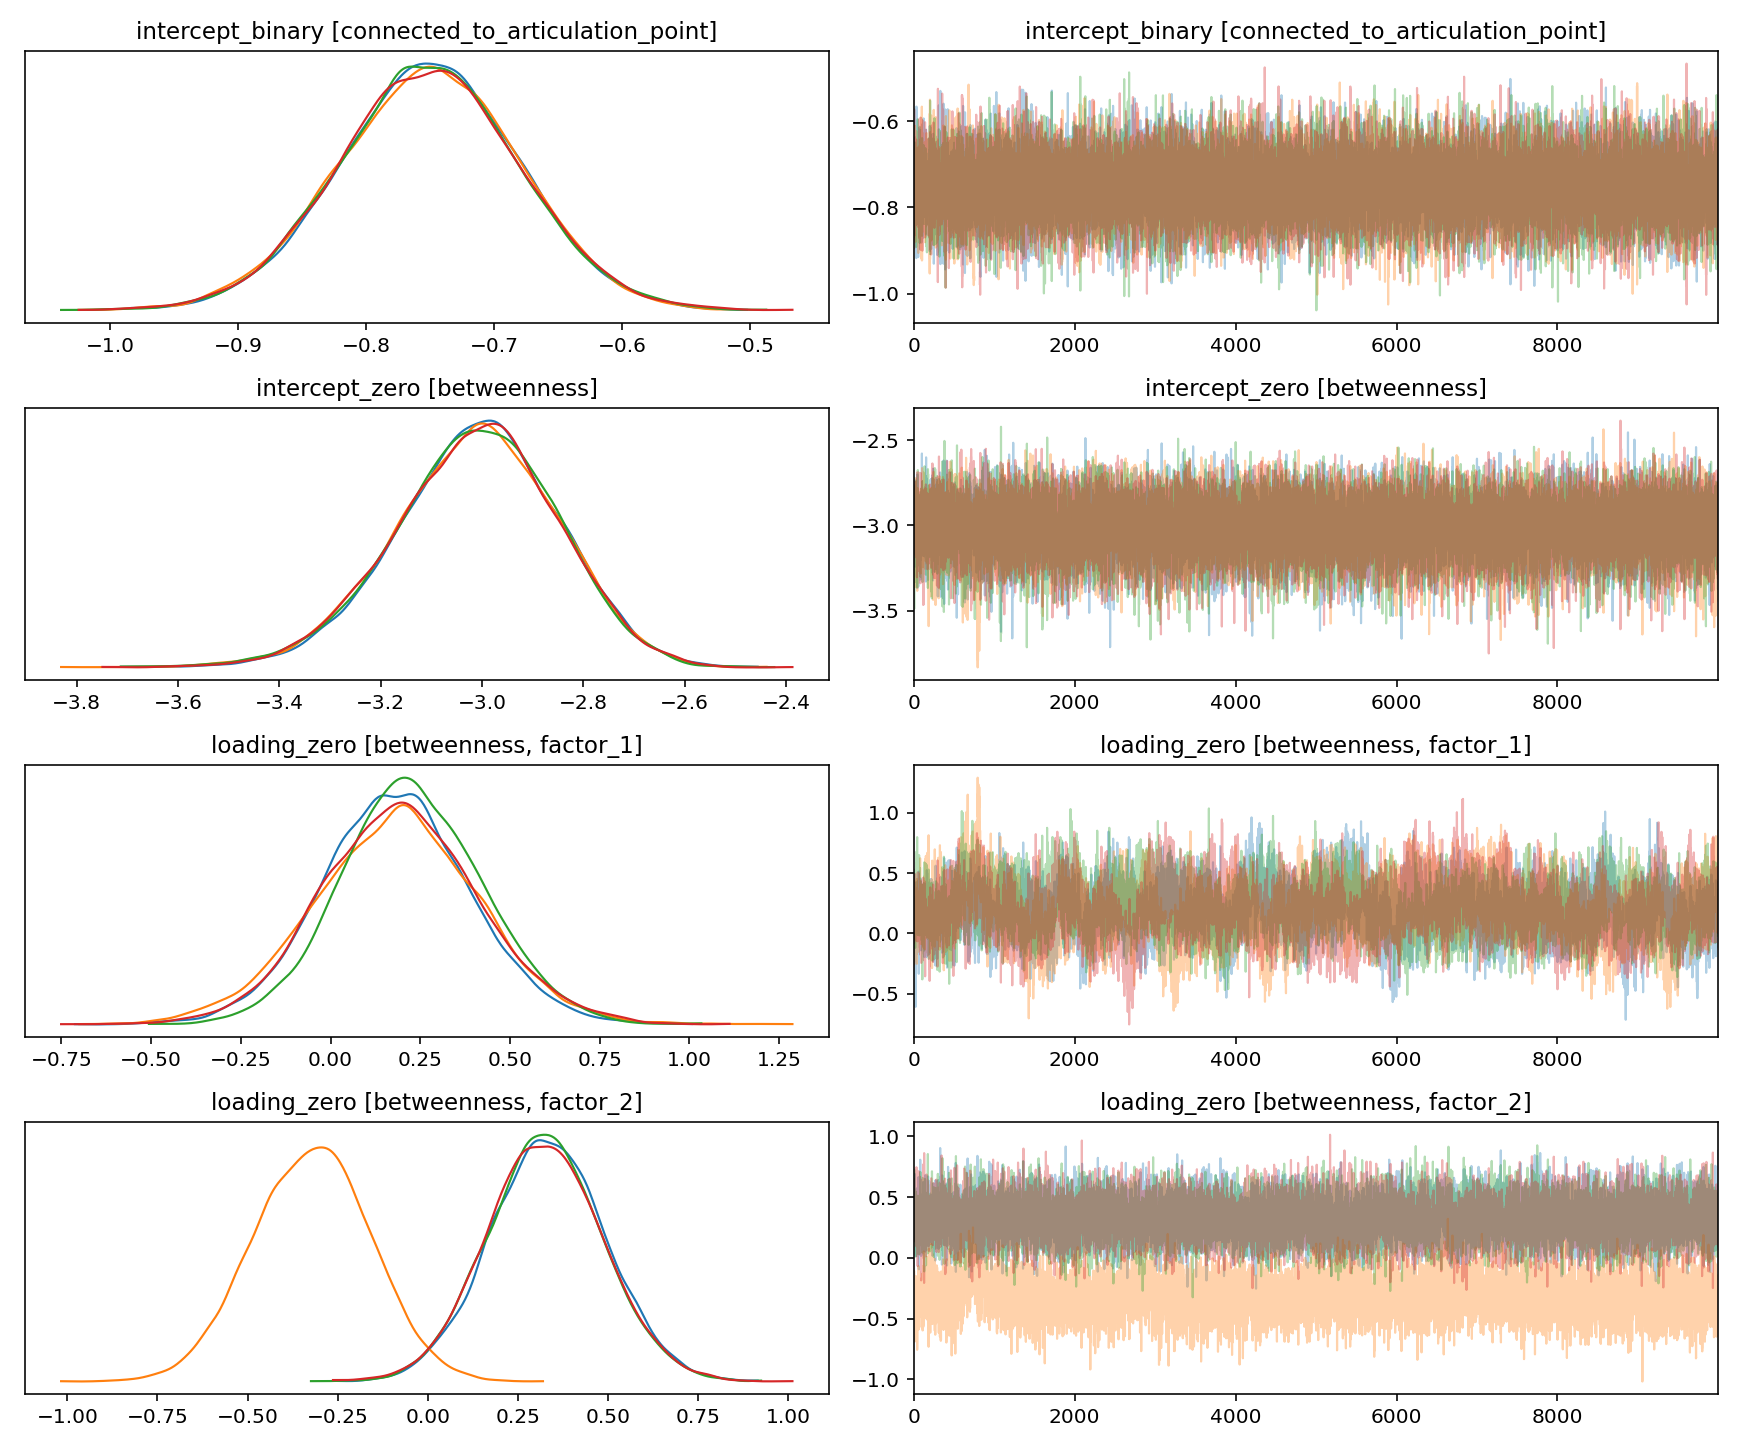 intercept_binary [connected_to_articulation_point]
−1.0 −0.9 −0.8 −0.7 −0.6 −0.5
intercept_binary [connected_to_articulation_point]
−0.6
−0.8
−1.0
0 2000 4000 6000 8000
intercept_zero [betweenness]
−3.8 −3.6 −3.4 −3.2 −3.0 −2.8 −2.6 −2.4
intercept_zero [betweenness]
−2.5
−3.0
−3.5
0 2000 4000 6000 8000
loading_zero [betweenness, factor_1]
−0.75 −0.50 −0.25 0.00 0.25 0.50 0.75 1.00 1.25
loading_zero [betweenness, factor_1]
1.0
0.5
0.0
−0.5
0 2000 4000 6000 8000
loading_zero [betweenness, factor_2]
−1.00 −0.75 −0.50 −0.25 0.00 0.25 0.50 0.75 1.00
loading_zero [betweenness, factor_2]
1.0
0.5
0.0
−0.5
−1.0
0 2000 4000 6000 8000